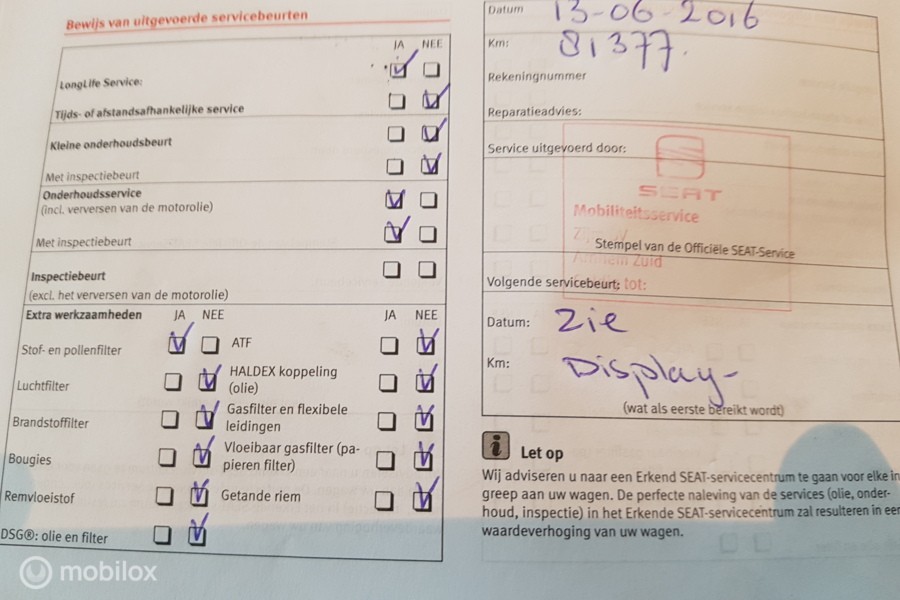 Bewijs van uitgevoerde servicebeurten
JA NEE
LongLife Service:
Tijds- of afstandsafhankelijke service
Kleine onderhoudsbeurt
Met inspectiebeurt
Onderhoudsservice
(incl. verversen van de motorolie)
Met inspectiebeurt
Inspectiebeurt
(excl. het verversen van de motorolie)
Extra werkzaamheden JA NEE JA NEE
Stof- en pollenfilter
ATF
Luchtfilter
HALDEX koppeling
(olie)
Brandstoffilter
Gasfilter en flexibele
leidingen
Bougies
Vloeibaar gasfilter (pa-
pieren filter)
Remvloeistof
Getande riem
DSG®: olie en filter
Datum 13-06-2016
Km: 81377.
Rekeningnummer
Reparatieadvies:
Service uitgevoerd door:
SEAT
Mobiliteitsservice
Stempel van de Officiële SEAT-Service
Arnhem Zuid
Volgende servicebeurt:
tot:
Datum: Zie
Km: Display-
(wat als eerste bereikt wordt)
i Let op
Wij adviseren u naar een Erkend SEAT-servicecentrum te gaan voor elke in
greep aan uw wagen. De perfecte naleving van de services (olie, onder-
houd, inspectie) in het Erkende SEAT-servicecentrum zal resulteren in een
waardeverhoging van uw wagen.
mobilox